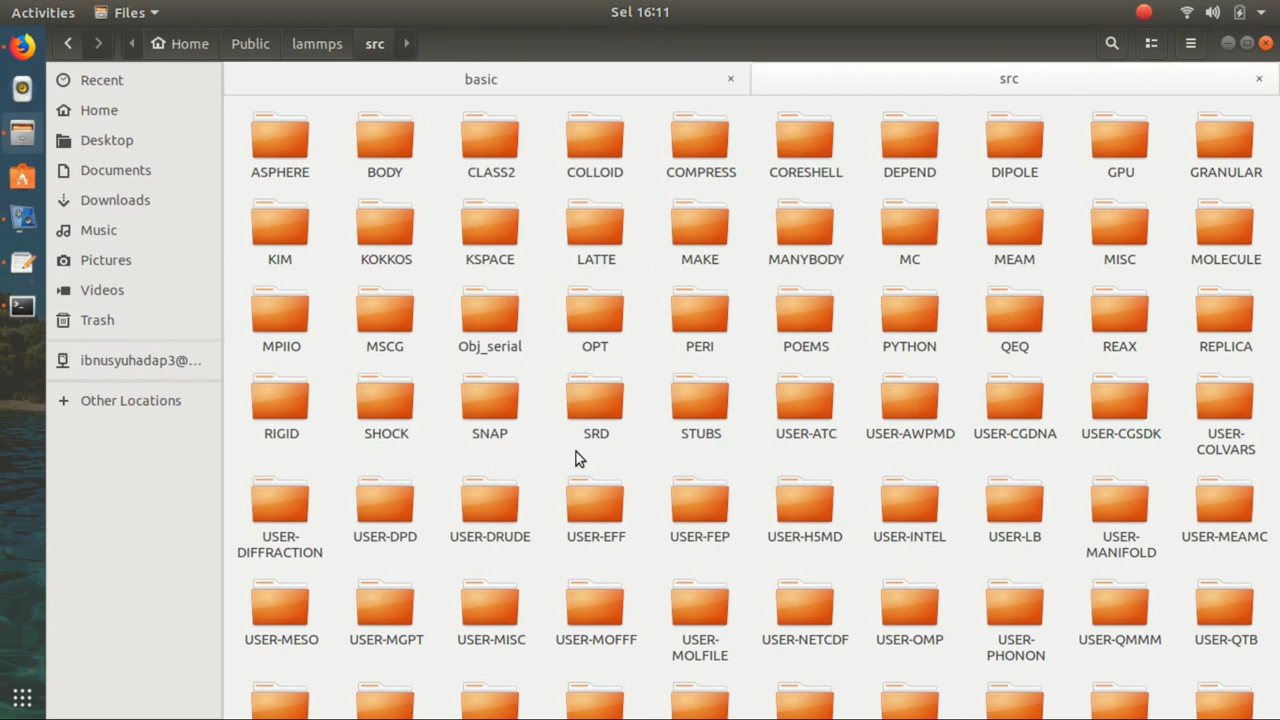 Activities Files Sel 16:11
Home Public lammps src
basic src
Recent
Home
Desktop
Documents
Downloads
Music
Pictures
Videos
Trash
ibnusyuhadap3@...
Other Locations
ASPHERE BODY CLASS2 COLLOID COMPRESS CORESHELL DEPEND DIPOLE GPU GRANULAR
KIM KOKKOS KSPACE LATTE MAKE MANYBODY MC MEAM MISC MOLECULE
MPIIO MSCG Obj_serial OPT PERI POEMS PYTHON QEQ REAX REPLICA
RIGID SHOCK SNAP SRD STUBS USER-ATC USER-AWPMD USER-CGDNA USER-CGSDK USER-
COLVARS
USER- USER-DPD USER-DRUDE USER-EFF USER-FEP USER-H5MD USER-INTEL USER-LB USER- USER-MEAMC
DIFFRACTION MANIFOLD
USER-MESO USER-MGPT USER-MISC USER-MOFFF USER- USER-NETCDF USER-OMP USER- USER-QMMM USER-QTB
MOLFILE PHONON